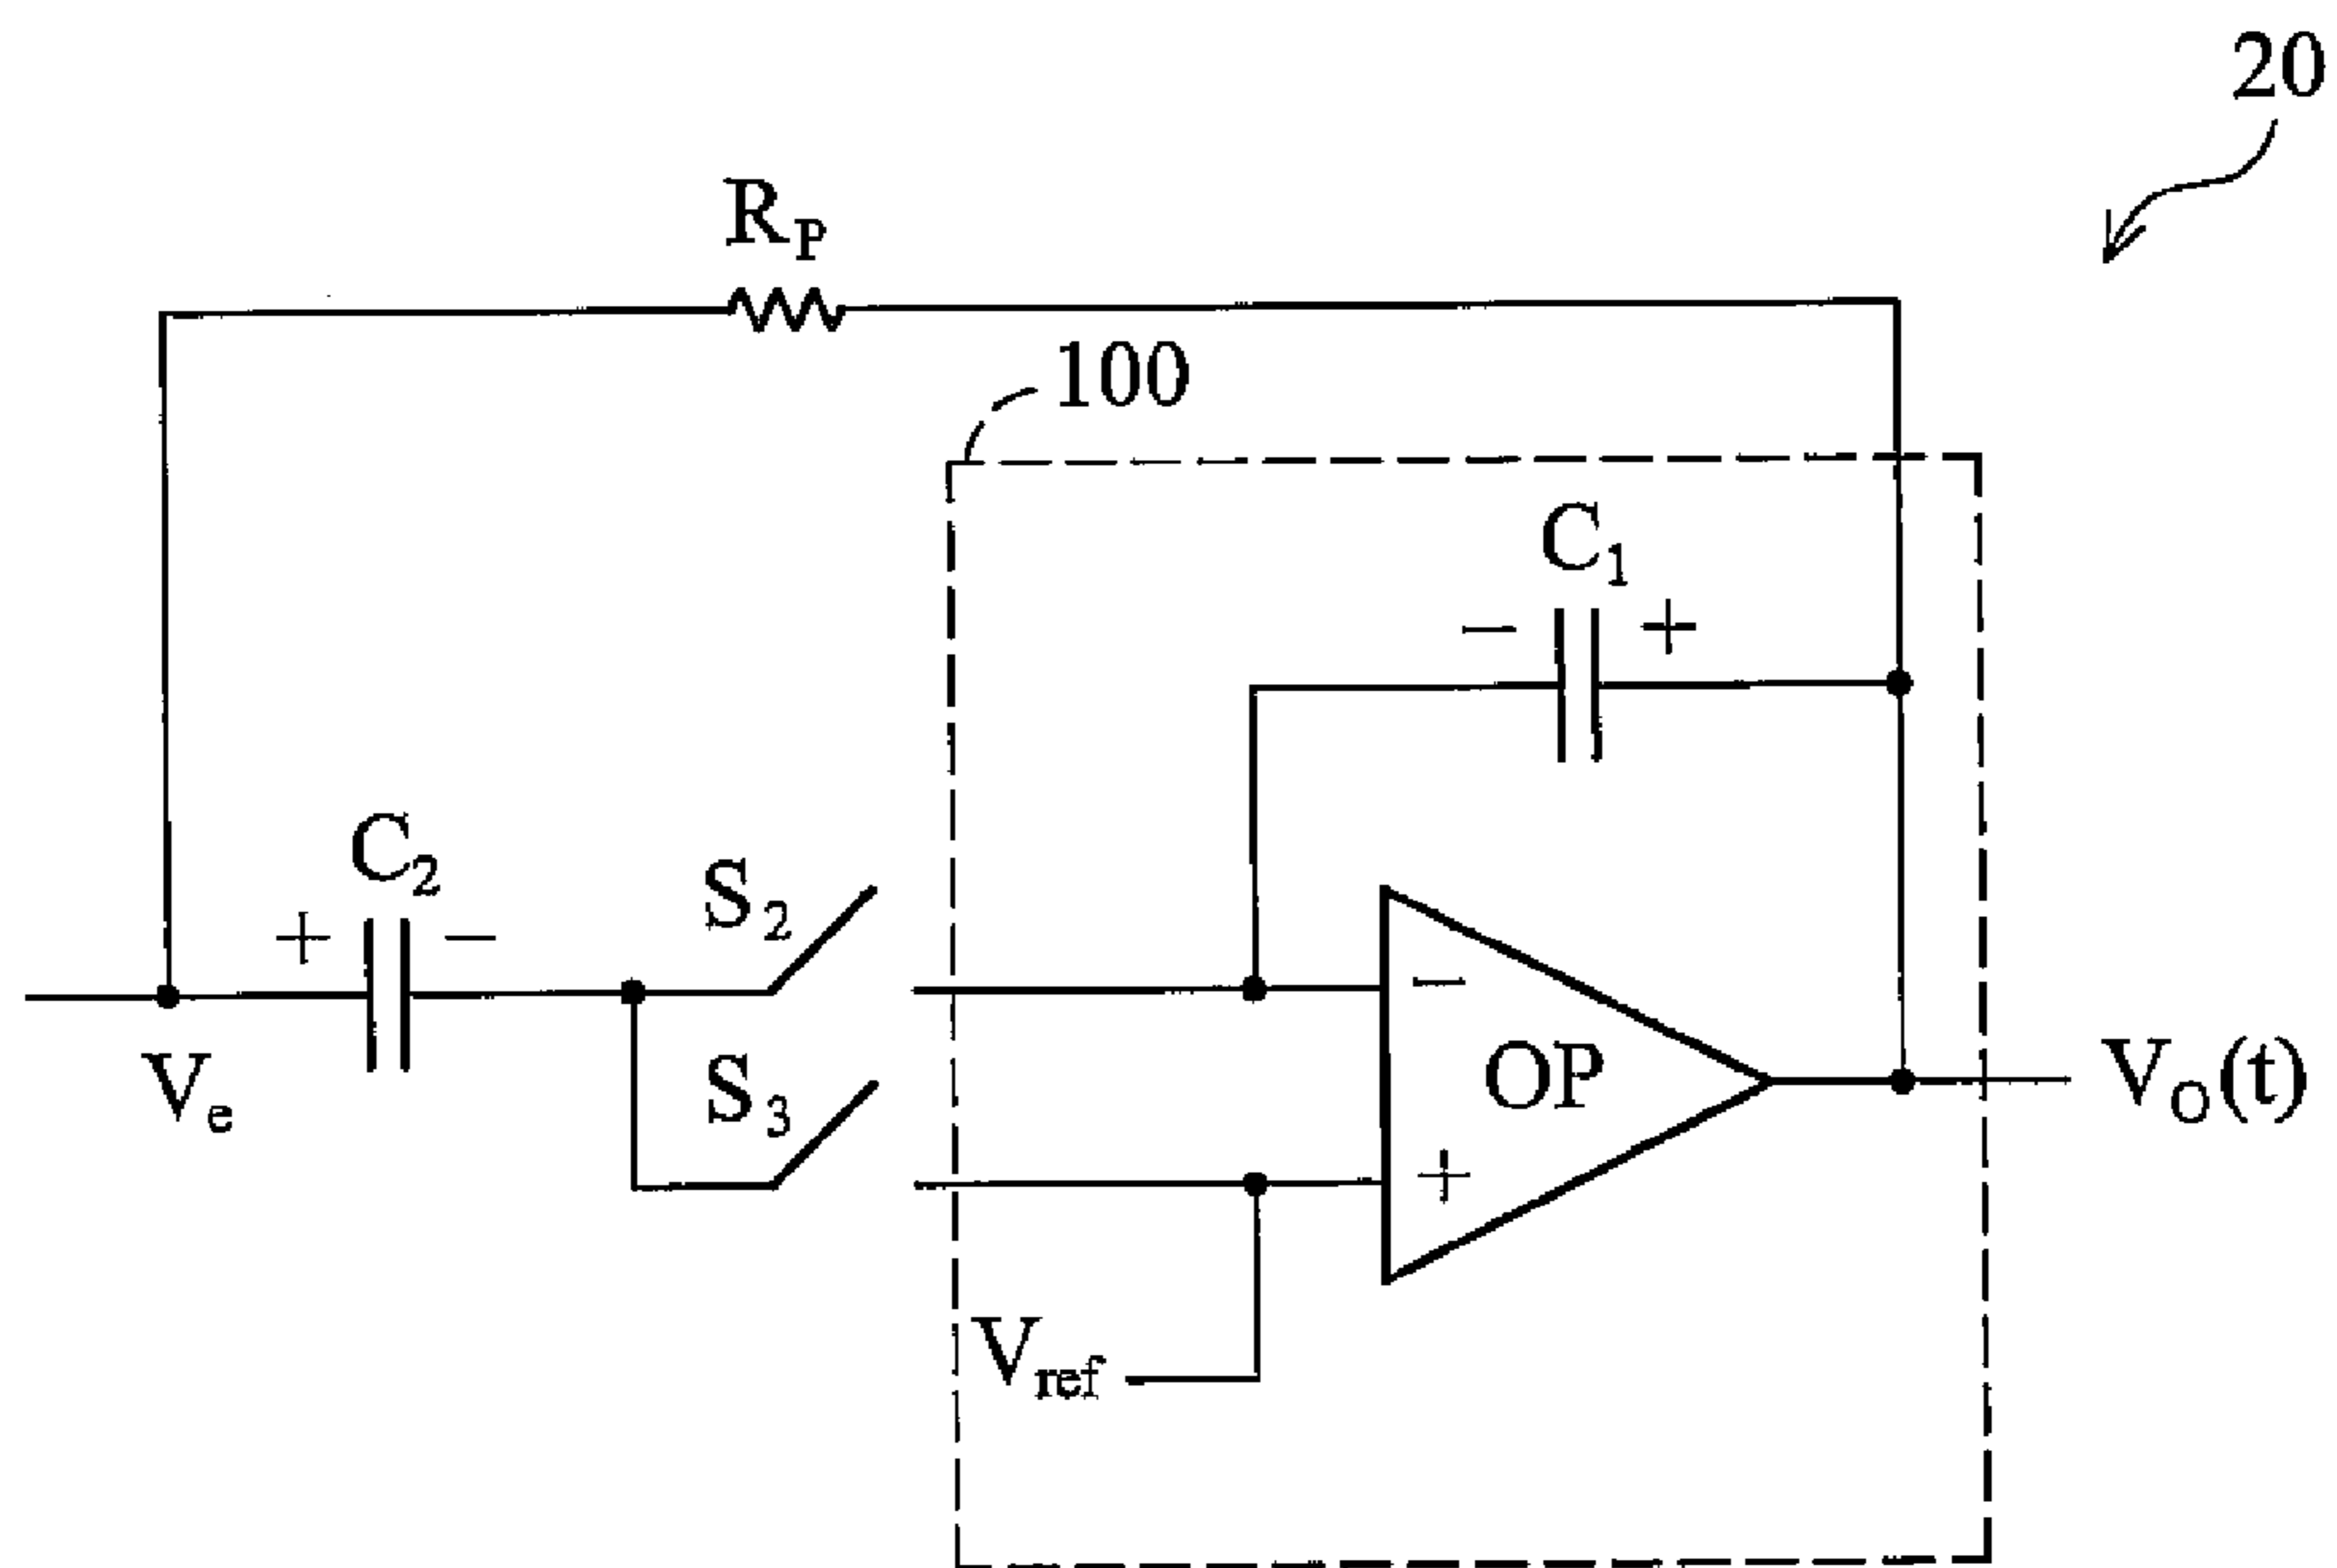 20
R_P
100
C_1
− +
C_2
+ −
S_2
−
V_e
S_3
OP
V_O(t)
+
V_ref